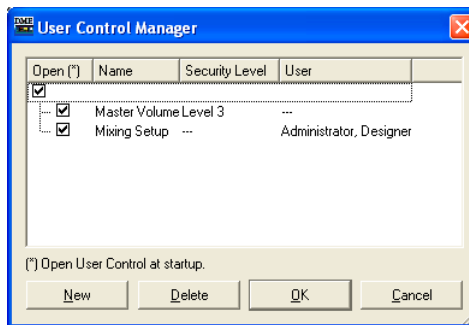 DME User Control Manager
Open (*) Name Security Level User
Master Volume Level 3 ---
Mixing Setup --- Administrator, Designer
(*) Open User Control at startup.
New Delete OK Cancel